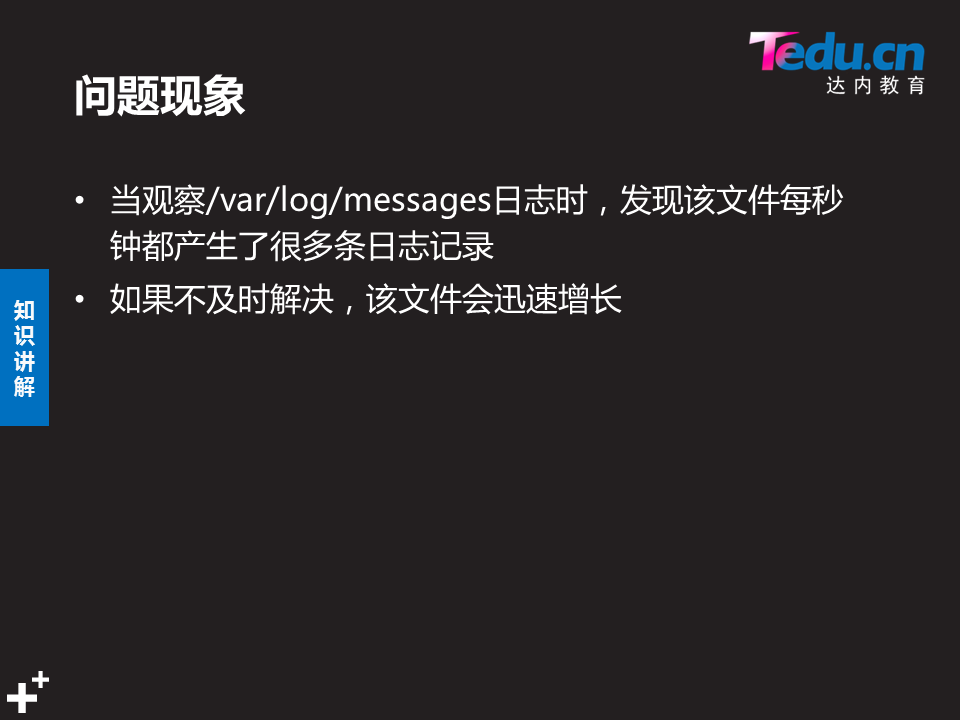 Tedu.cn
达内教育
问题现象
• 当观察/var/log/messages日志时，发现该文件每秒
钟都产生了很多条日志记录
• 如果不及时解决，该文件会迅速增长
知
识
讲
解